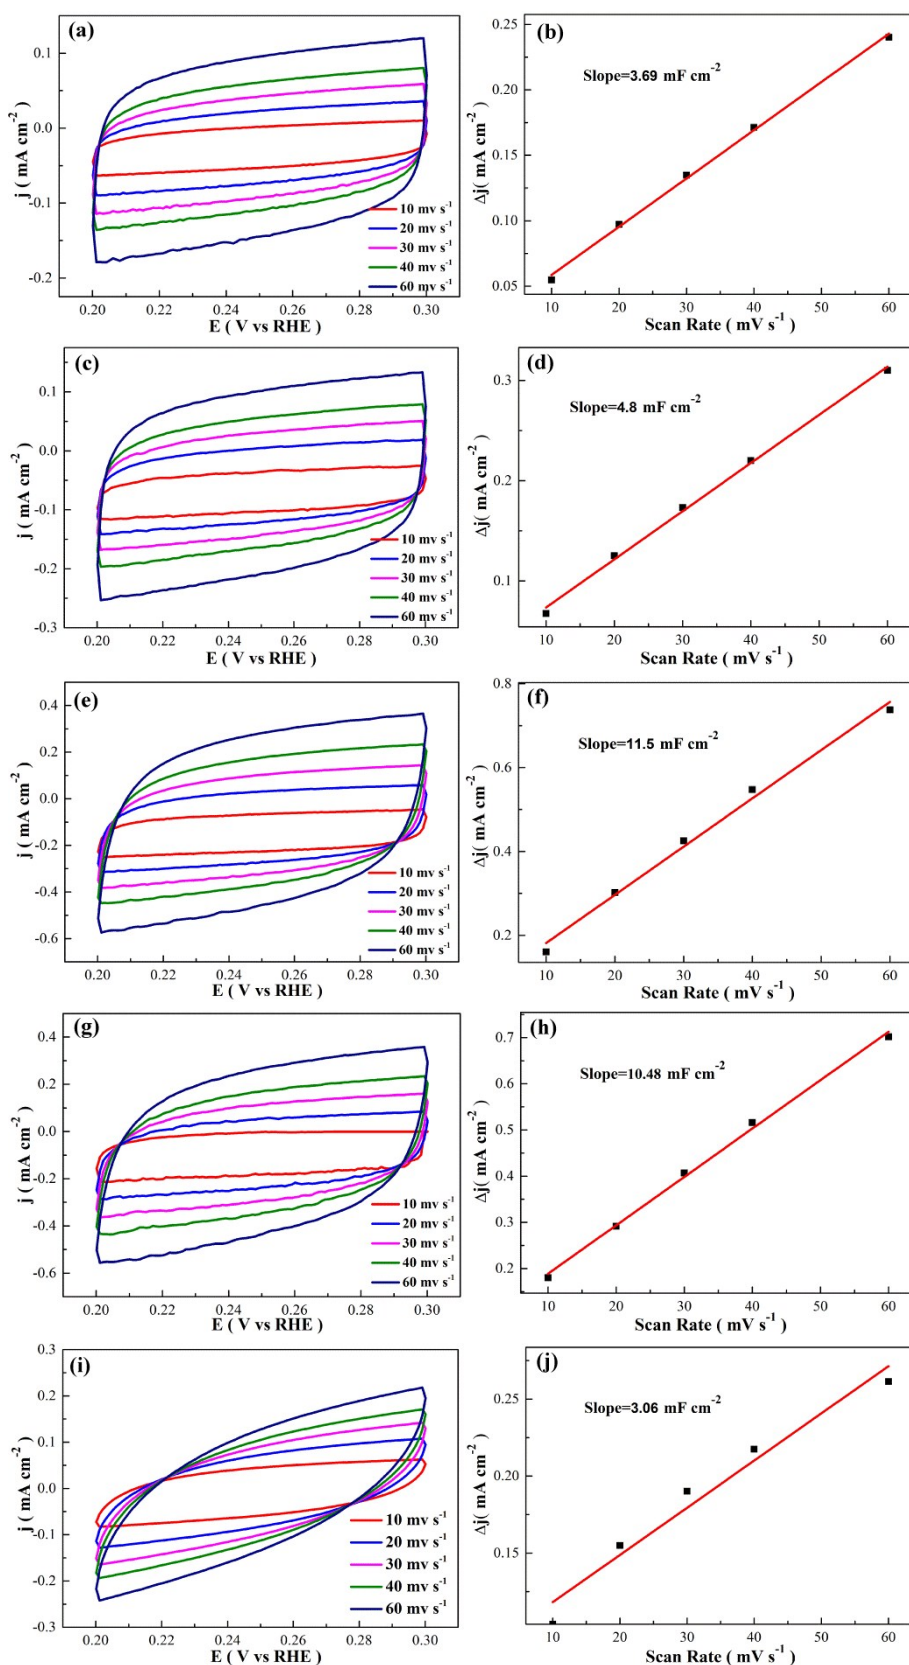 (a)
0.1
0.0
-0.1
-0.2
j ( mA cm-2 )
10 mv s-1
20 mv s-1
30 mv s-1
40 mv s-1
60 mv s-1
0.20 0.22 0.24 0.26 0.28 0.30
E ( V vs RHE )
(b)
0.25
0.20
0.15
0.10
0.05
Δj( mA cm-2 )
Slope=3.69 mF cm-2
10 20 30 40 50 60
Scan Rate ( mV s-1 )
(c)
0.1
0.0
-0.1
-0.2
-0.3
j ( mA cm-2 )
10 mv s-1
20 mv s-1
30 mv s-1
40 mv s-1
60 mv s-1
0.20 0.22 0.24 0.26 0.28 0.30
E ( V vs RHE )
(d)
0.3
0.2
0.1
Δj( mA cm-2 )
Slope=4.8 mF cm-2
10 20 30 40 50 60
Scan Rate ( mV s-1 )
(e)
0.4
0.2
0.0
-0.2
-0.4
-0.6
j ( mA cm-2 )
10 mv s-1
20 mv s-1
30 mv s-1
40 mv s-1
60 mv s-1
0.20 0.22 0.24 0.26 0.28 0.30
E ( V vs RHE )
(f)
0.8
0.6
0.4
0.2
Δj( mA cm-2 )
Slope=11.5 mF cm-2
10 20 30 40 50 60
Scan Rate ( mV s-1 )
(g)
0.4
0.2
0.0
-0.2
-0.4
-0.6
j ( mA cm-2 )
10 mv s-1
20 mv s-1
30 mv s-1
40 mv s-1
60 mv s-1
0.20 0.22 0.24 0.26 0.28 0.30
E ( V vs RHE )
(h)
0.7
0.6
0.5
0.4
0.3
0.2
Δj( mA cm-2 )
Slope=10.48 mF cm-2
10 20 30 40 50 60
Scan Rate ( mV s-1 )
(i)
0.3
0.2
0.1
0.0
-0.1
-0.2
-0.3
j ( mA cm-2 )
10 mv s-1
20 mv s-1
30 mv s-1
40 mv s-1
60 mv s-1
0.20 0.22 0.24 0.26 0.28 0.30
E ( V vs RHE )
(j)
0.25
0.20
0.15
Δj( mA cm-2 )
Slope=3.06 mF cm-2
10 20 30 40 50 60
Scan Rate ( mV s-1 )